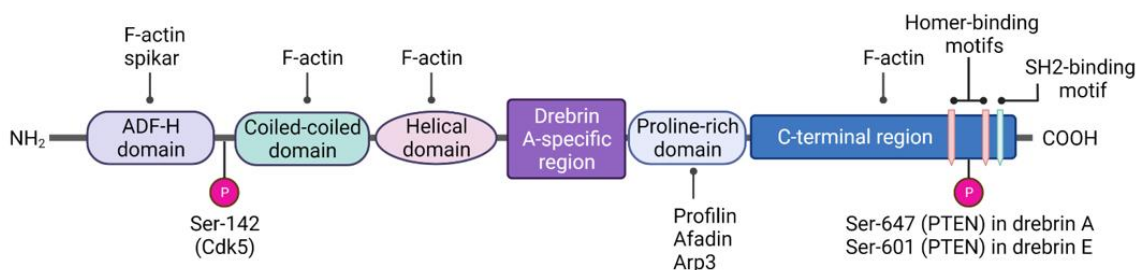 F-actin
spikar
F-actin
F-actin
F-actin
Homer-binding
motifs
SH2-binding
motif
NH2
ADF-H
domain
Coiled-coiled
domain
Helical
domain
Drebrin
A-specific
region
Proline-rich
domain
C-terminal region
COOH
P
Ser-142
(Cdk5)
Profilin
Afadin
Arp3
P
Ser-647 (PTEN) in drebrin A
Ser-601 (PTEN) in drebrin E